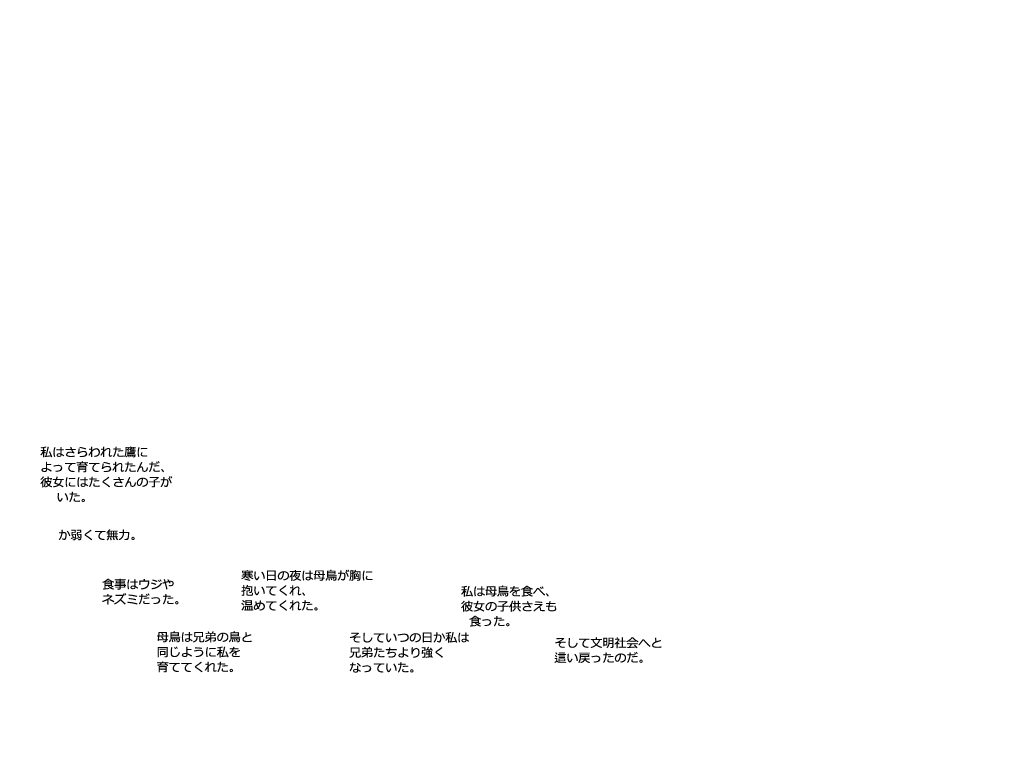 私はさらわれた鷹に
よって育てられたんだ、
彼女にはたくさんの子が
いた。
か弱くて無力。
食事はウジや
ネズミだった。
母鳥は兄弟の鳥と
同じように私を
育ててくれた。
寒い日の夜は母鳥が胸に
抱いてくれ、
温めてくれた。
そしていつの日か私は
兄弟たちより強く
なっていた。
私は母鳥を食べ、
彼女の子供さえも
食った。
そして文明社会へと
這い戻ったのだ。